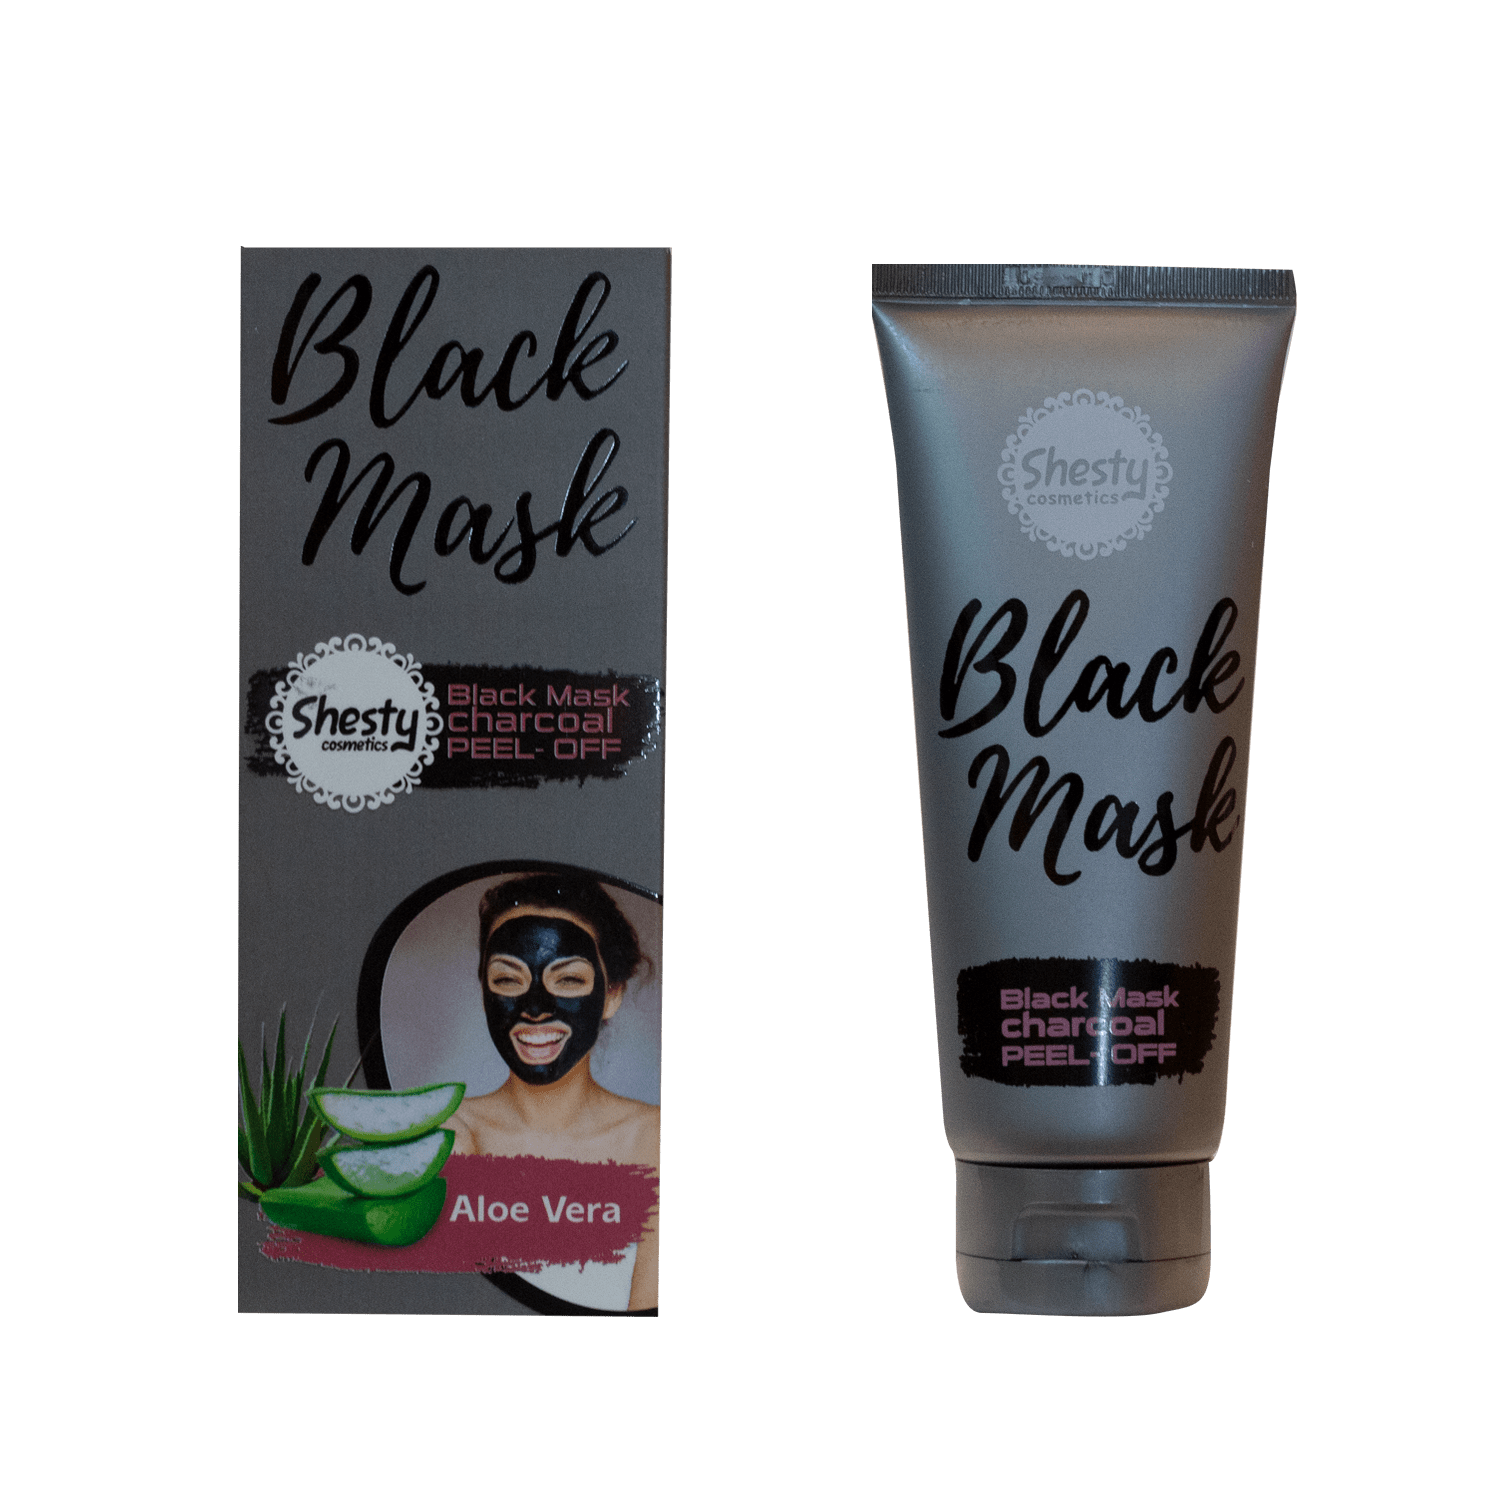 Black
Mask
Shesty
cosmetics
Black Mask
charcoal
PEEL- OFF
Aloe Vera
Shesty
cosmetics
Black
Mask
Black Mask
charcoal
PEEL- OFF